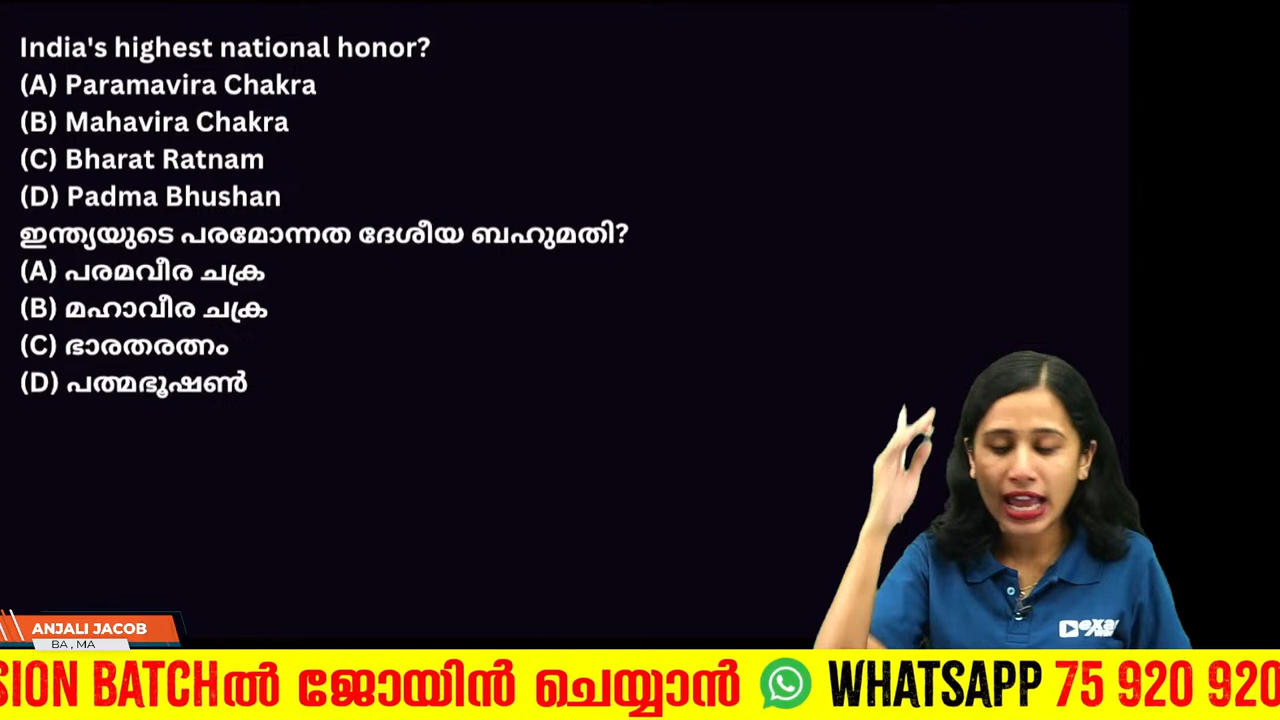 India's highest national honor?
(A) Paramavira Chakra
(B) Mahavira Chakra
(C) Bharat Ratnam
(D) Padma Bhushan
ഇന്ത്യയുടെ പരമോന്നത ദേശീയ ബഹുമതി?
(A) പരമവീര ചക്ര
(B) മഹാവീര ചക്ര
(C) ഭാരതരത്നം
(D) പത്മഭൂഷൺ
ANJALI JACOB
BA , MA
SION BATCHൽ ജോയിൻ ചെയ്യാൻ WHATSAPP 75 920 920